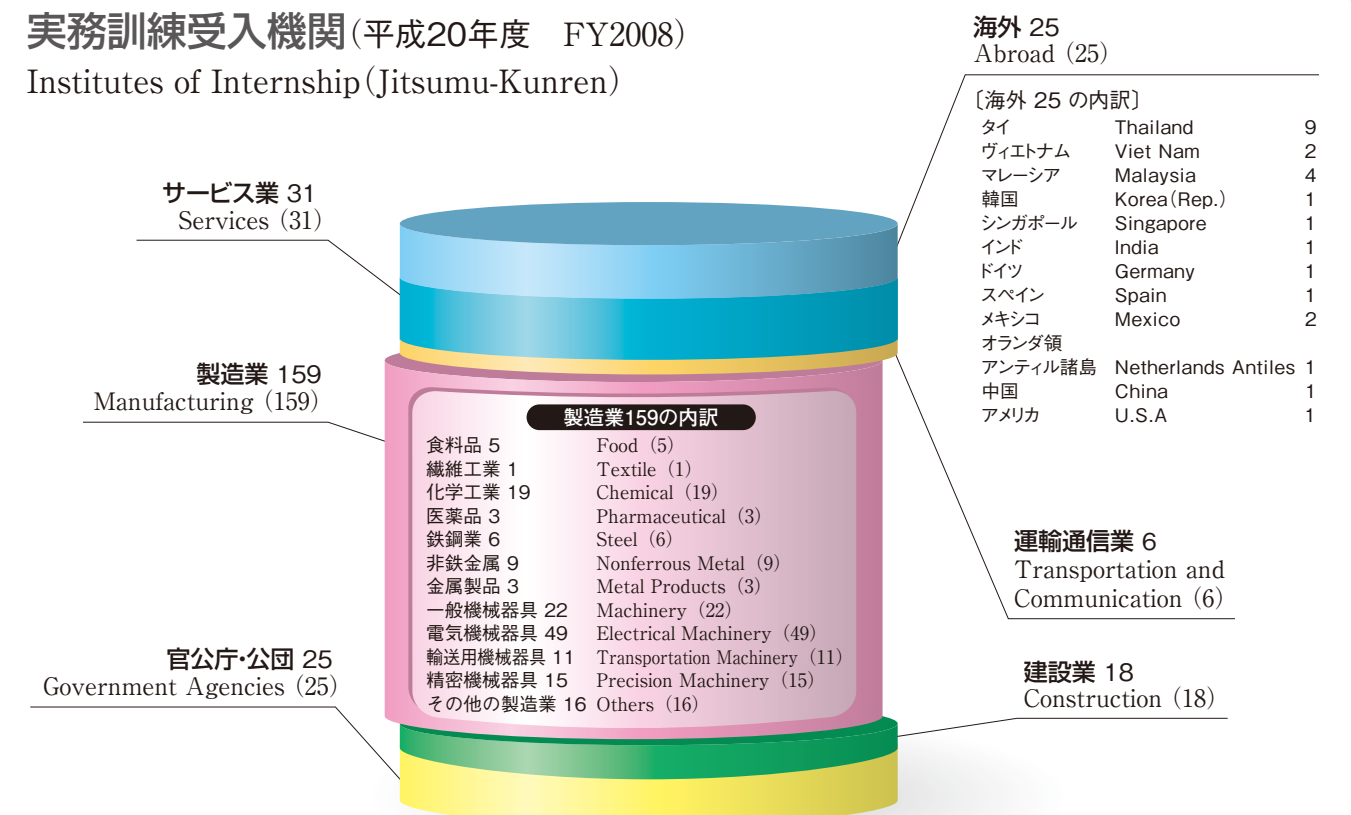 実務訓練受入機関(平成20年度　FY2008)
Institutes of Internship(Jitsumu-Kunren)
海外 25
Abroad (25)
〔海外 25 の内訳〕
タイ Thailand 9
ヴィエトナム Viet Nam 2
マレーシア Malaysia 4
韓国 Korea(Rep.) 1
シンガポール Singapore 1
インド India 1
ドイツ Germany 1
スペイン Spain 1
メキシコ Mexico 2
オランダ領
アンティル諸島 Netherlands Antiles 1
中国 China 1
アメリカ U.S.A 1
サービス業 31
Services (31)
製造業 159
Manufacturing (159)
製造業159の内訳
食料品 5 Food (5)
繊維工業 1 Textile (1)
化学工業 19 Chemical (19)
医薬品 3 Pharmaceutical (3)
鉄鋼業 6 Steel (6)
非鉄金属 9 Nonferrous Metal (9)
金属製品 3 Metal Products (3)
一般機械器具 22 Machinery (22)
電気機械器具 49 Electrical Machinery (49)
輸送用機械器具 11 Transportation Machinery (11)
精密機械器具 15 Precision Machinery (15)
その他の製造業 16 Others (16)
運輸通信業 6
Transportation and
Communication (6)
官公庁・公団 25
Government Agencies (25)
建設業 18
Construction (18)